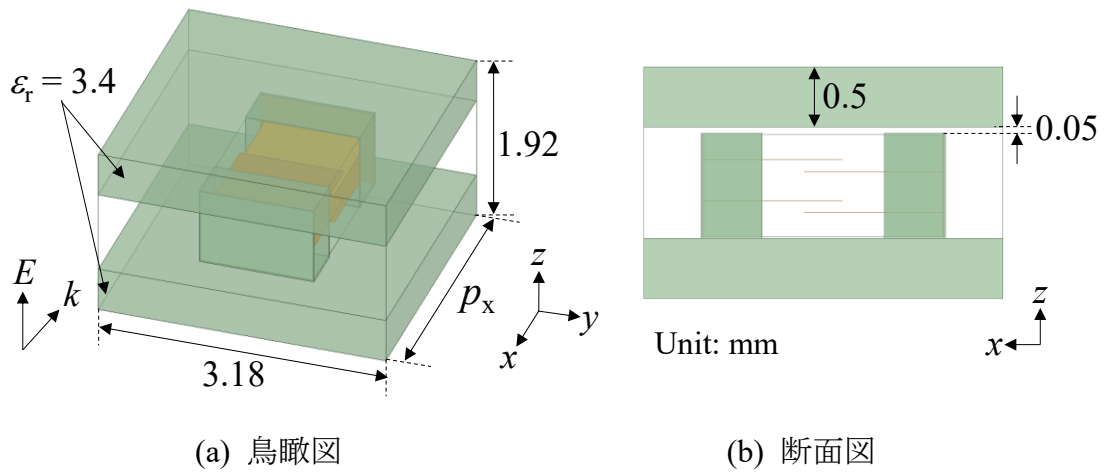 εr = 3.4
1.92
px
3.18
E
k
z
y
x
0.5
0.05
Unit: mm
z
x
(a) 鳥瞰図
(b) 断面図